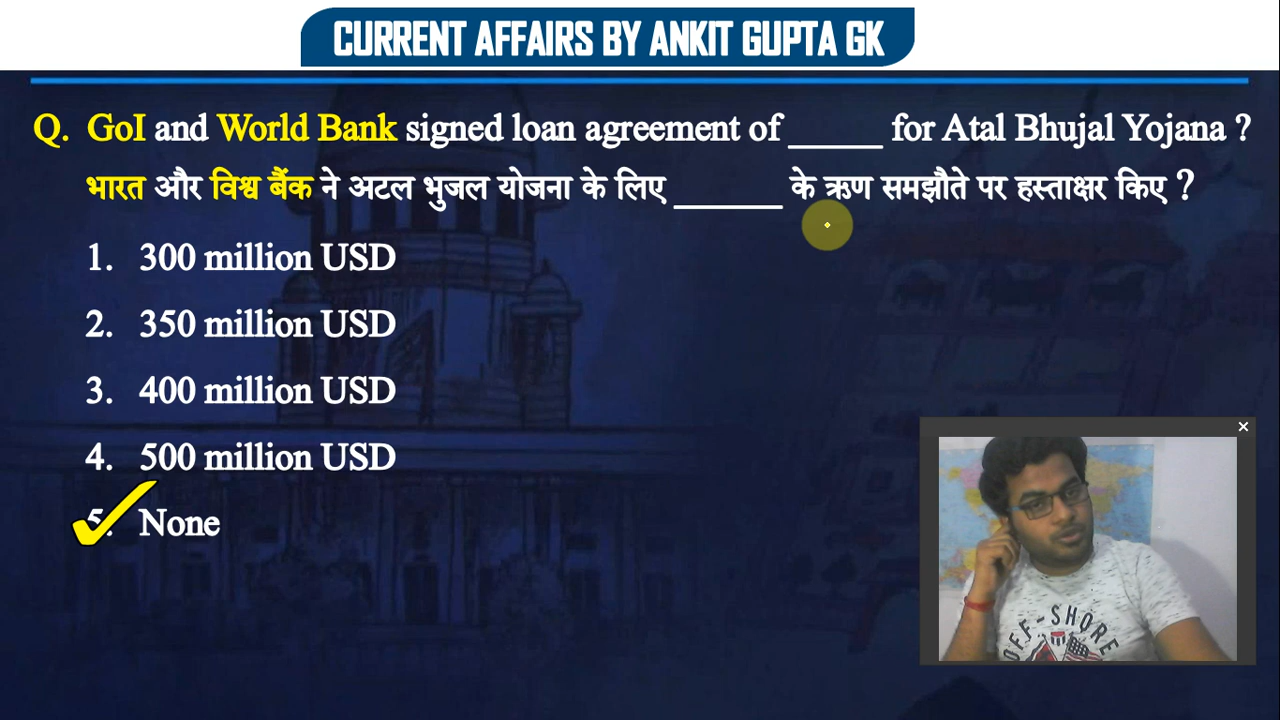 CURRENT AFFAIRS BY ANKIT GUPTA GK
Q. GoI and World Bank signed loan agreement of _____ for Atal Bhujal Yojana ?
भारत और विश्व बैंक ने अटल भुजल योजना के लिए ______ के ऋण समझौते पर हस्ताक्षर किए ?
1. 300 million USD
2. 350 million USD
3. 400 million USD
4. 500 million USD
5. None
OFF-SHORE